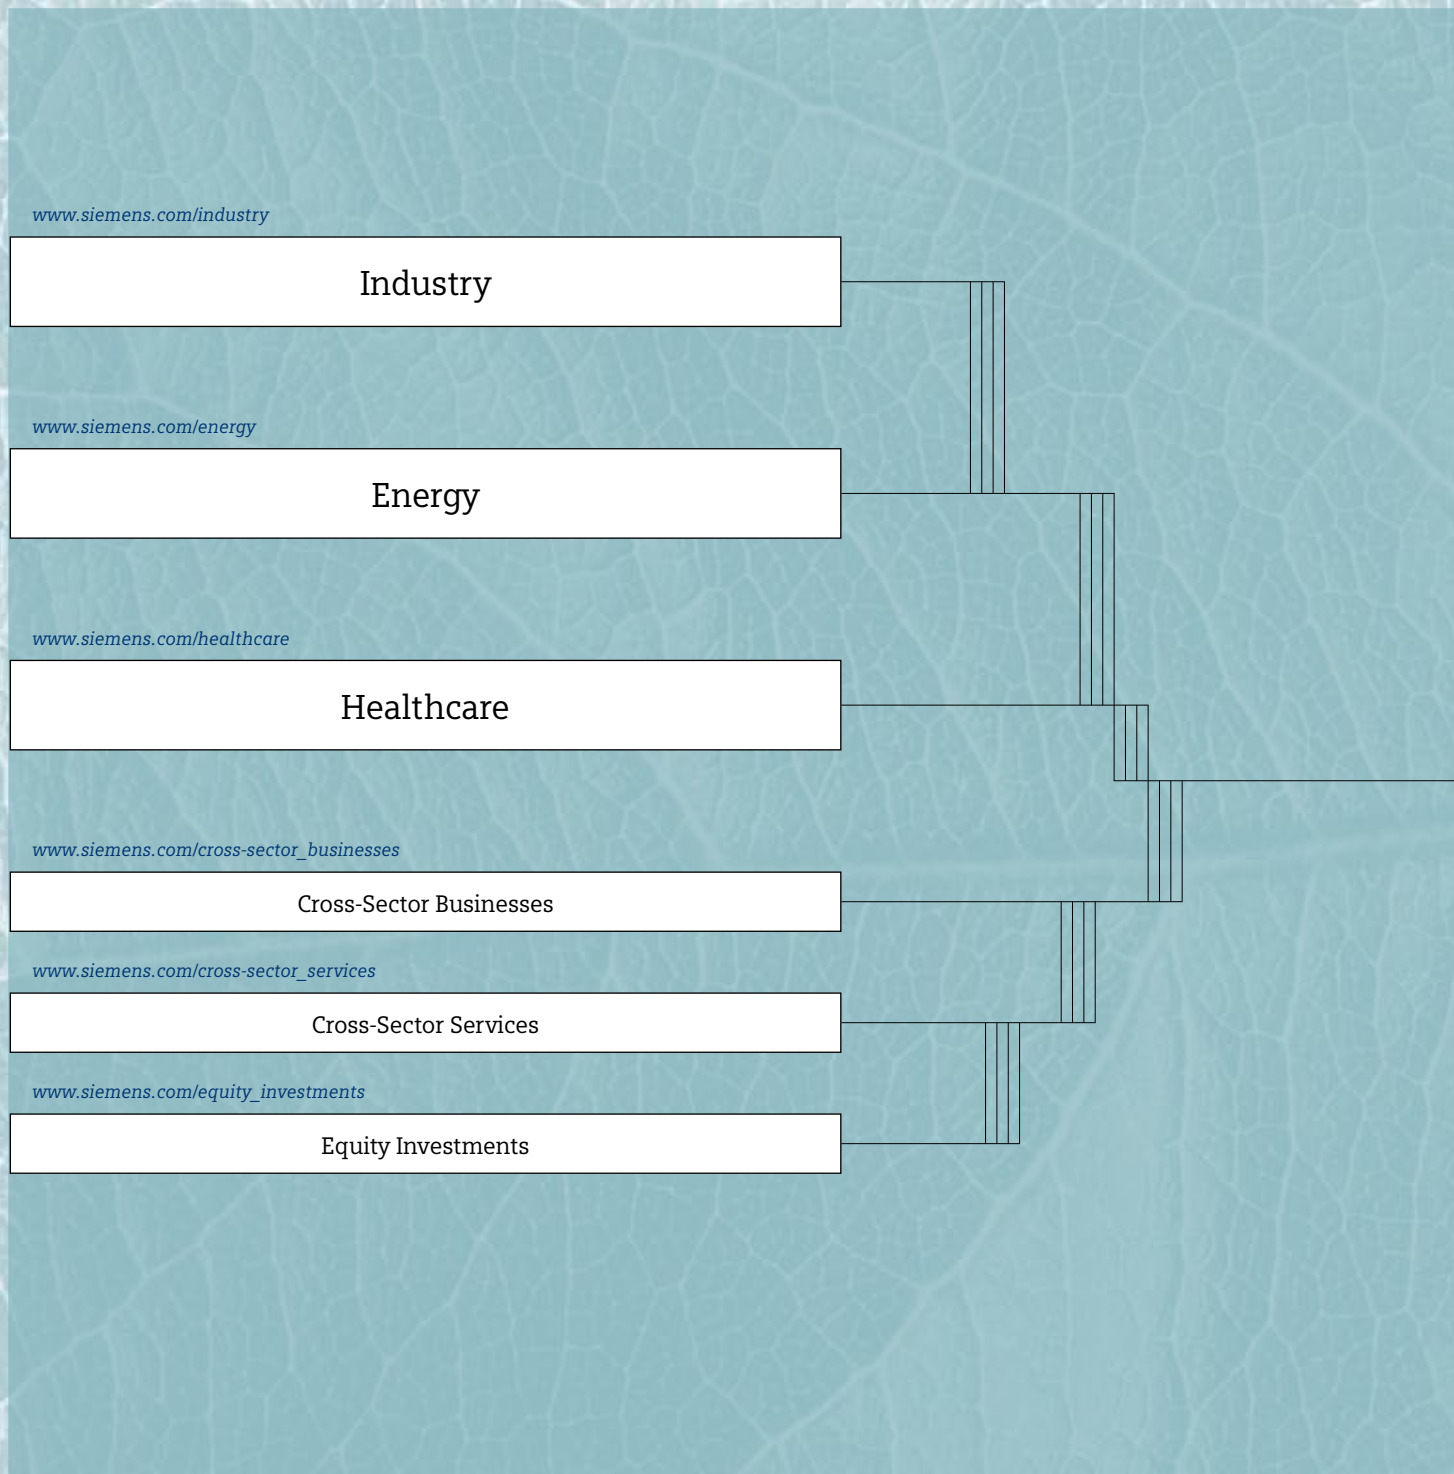 www.siemens.com/industry
Industry
www.siemens.com/energy
Energy
www.siemens.com/healthcare
Healthcare
www.siemens.com/cross-sector_businesses
Cross-Sector Businesses
www.siemens.com/cross-sector_services
Cross-Sector Services
www.siemens.com/equity_investments
Equity Investments